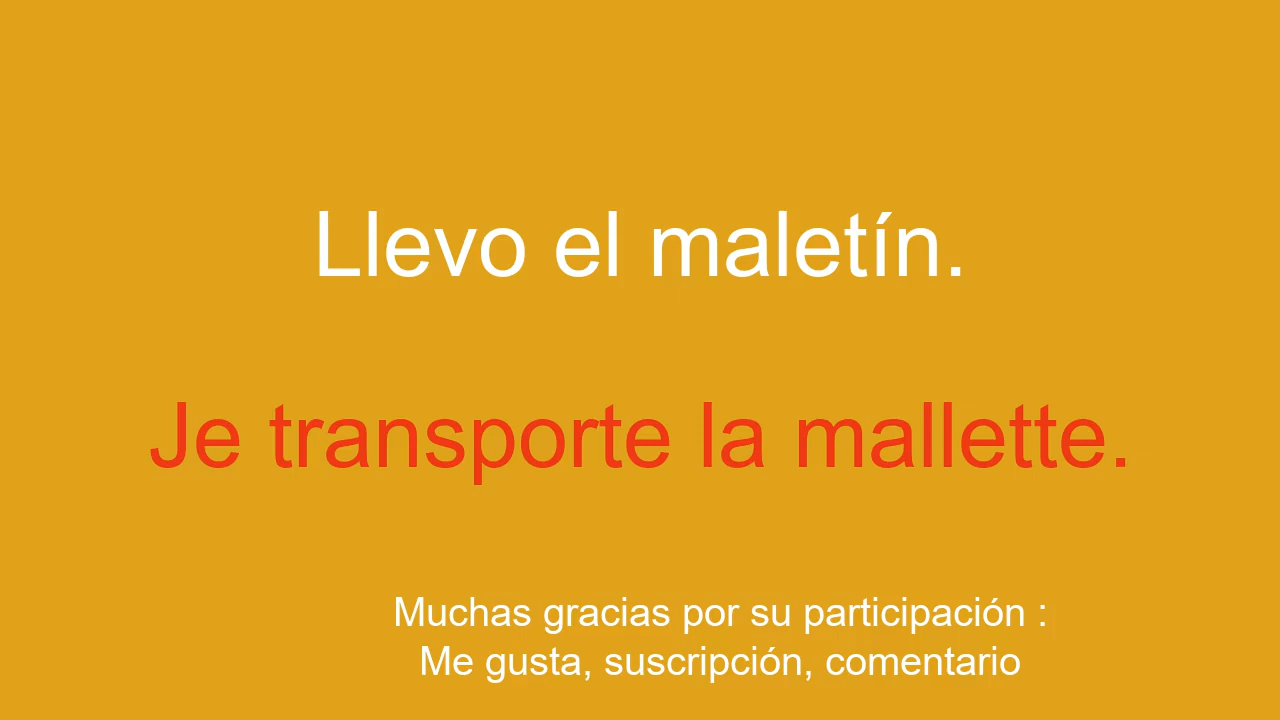 Llevo el maletín.
Je transporte la mallette.
Muchas gracias por su participación :
Me gusta, suscripción, comentario